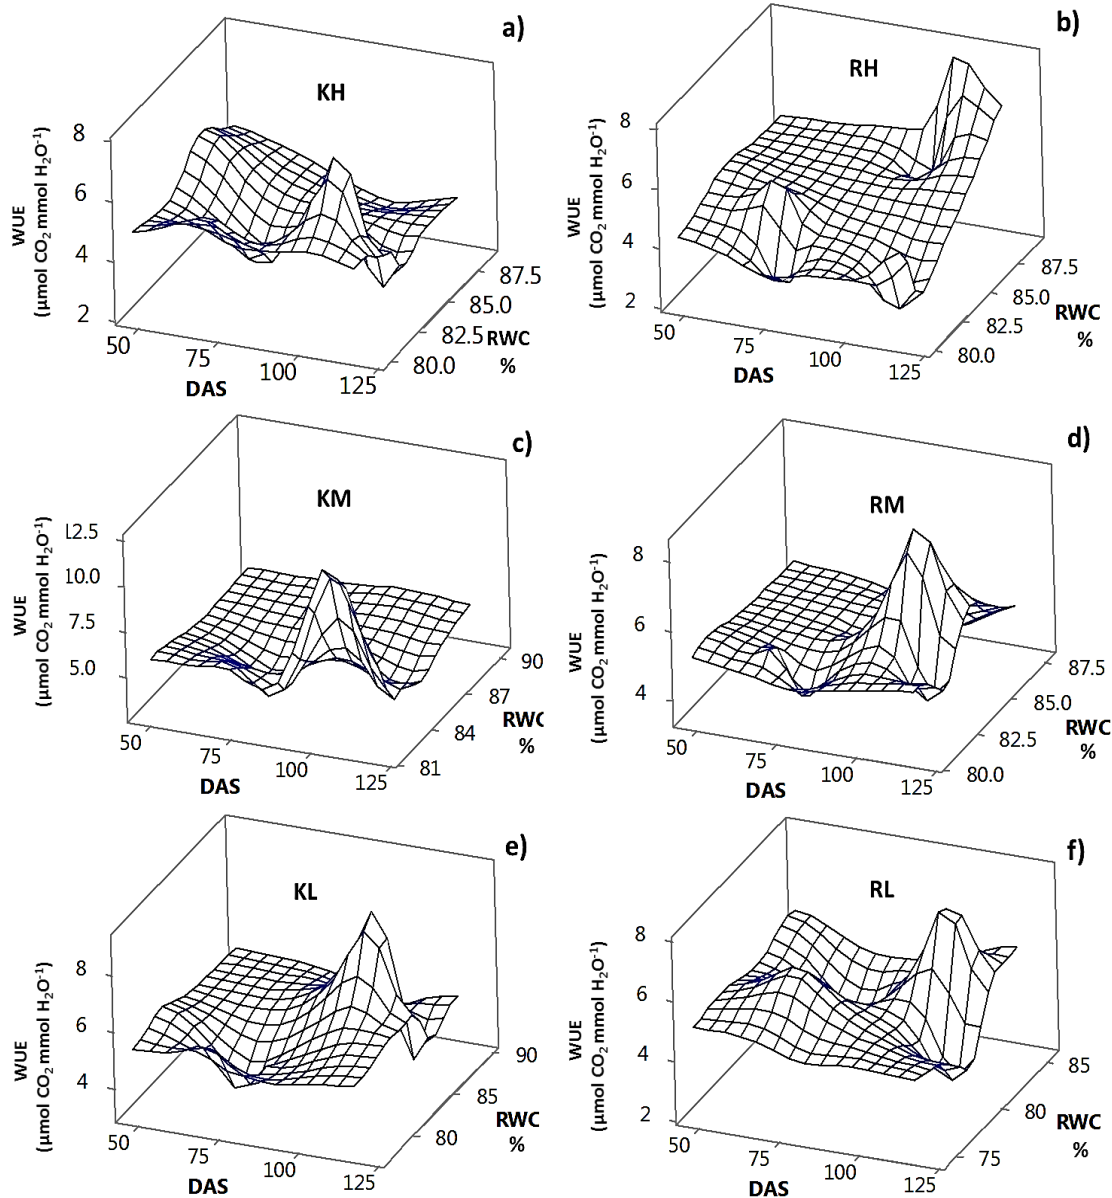 a)
KH
WUE
(µmol CO₂ mmol H₂O⁻¹)
8
6
4
2
50
75
100
125
DAS
87.5
85.0
82.5
80.0
RWC
%
b)
RH
WUE
(µmol CO₂ mmol H₂O⁻¹)
8
6
4
2
50
75
100
125
DAS
87.5
85.0
82.5
80.0
RWC
%
c)
KM
WUE
(µmol CO₂ mmol H₂O⁻¹)
12.5
10.0
7.5
5.0
50
75
100
125
DAS
90
87
84
81
RWC
%
d)
RM
WUE
(µmol CO₂ mmol H₂O⁻¹)
8
6
4
50
75
100
125
DAS
87.5
85.0
82.5
80.0
RWC
%
e)
KL
WUE
(µmol CO₂ mmol H₂O⁻¹)
8
6
4
50
75
100
125
DAS
90
85
80
RWC
%
f)
RL
WUE
(µmol CO₂ mmol H₂O⁻¹)
8
6
4
2
50
75
100
125
DAS
85
80
75
RWC
%